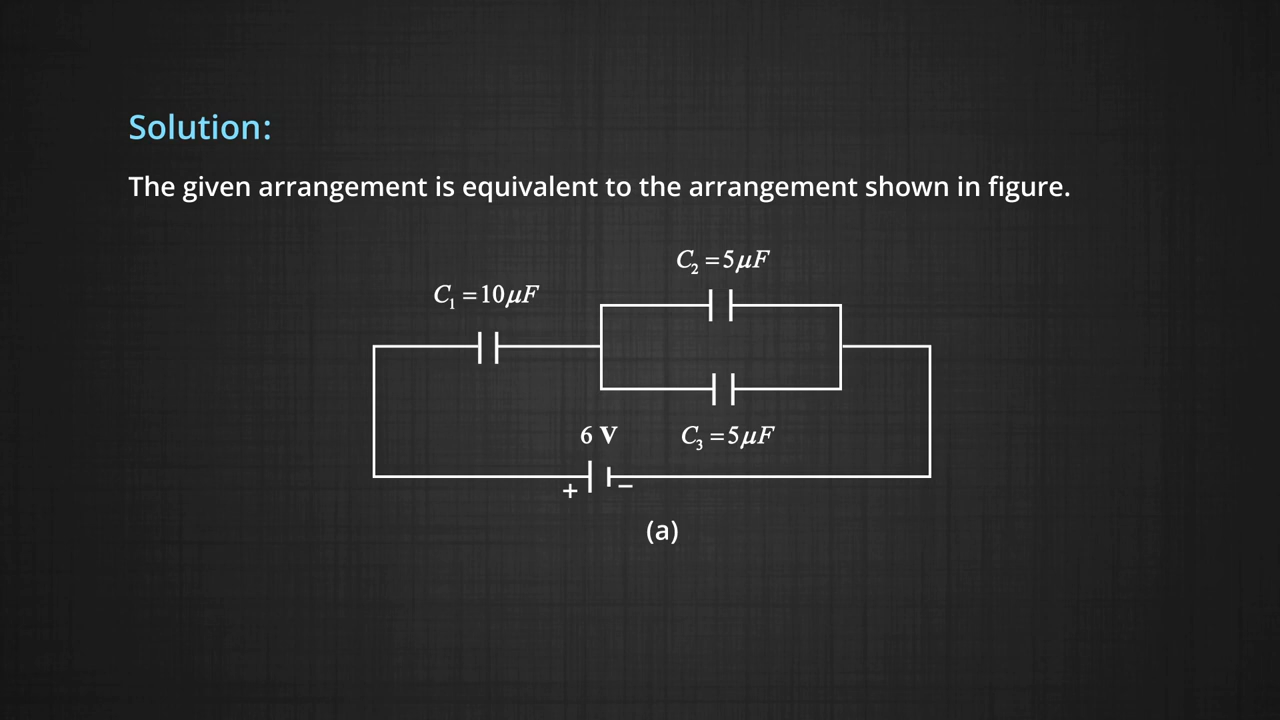 Solution:
The given arrangement is equivalent to the arrangement shown in figure.
C₂ = 5μF
C₁ = 10μF
6 V
C₃ = 5μF
+ −
(a)